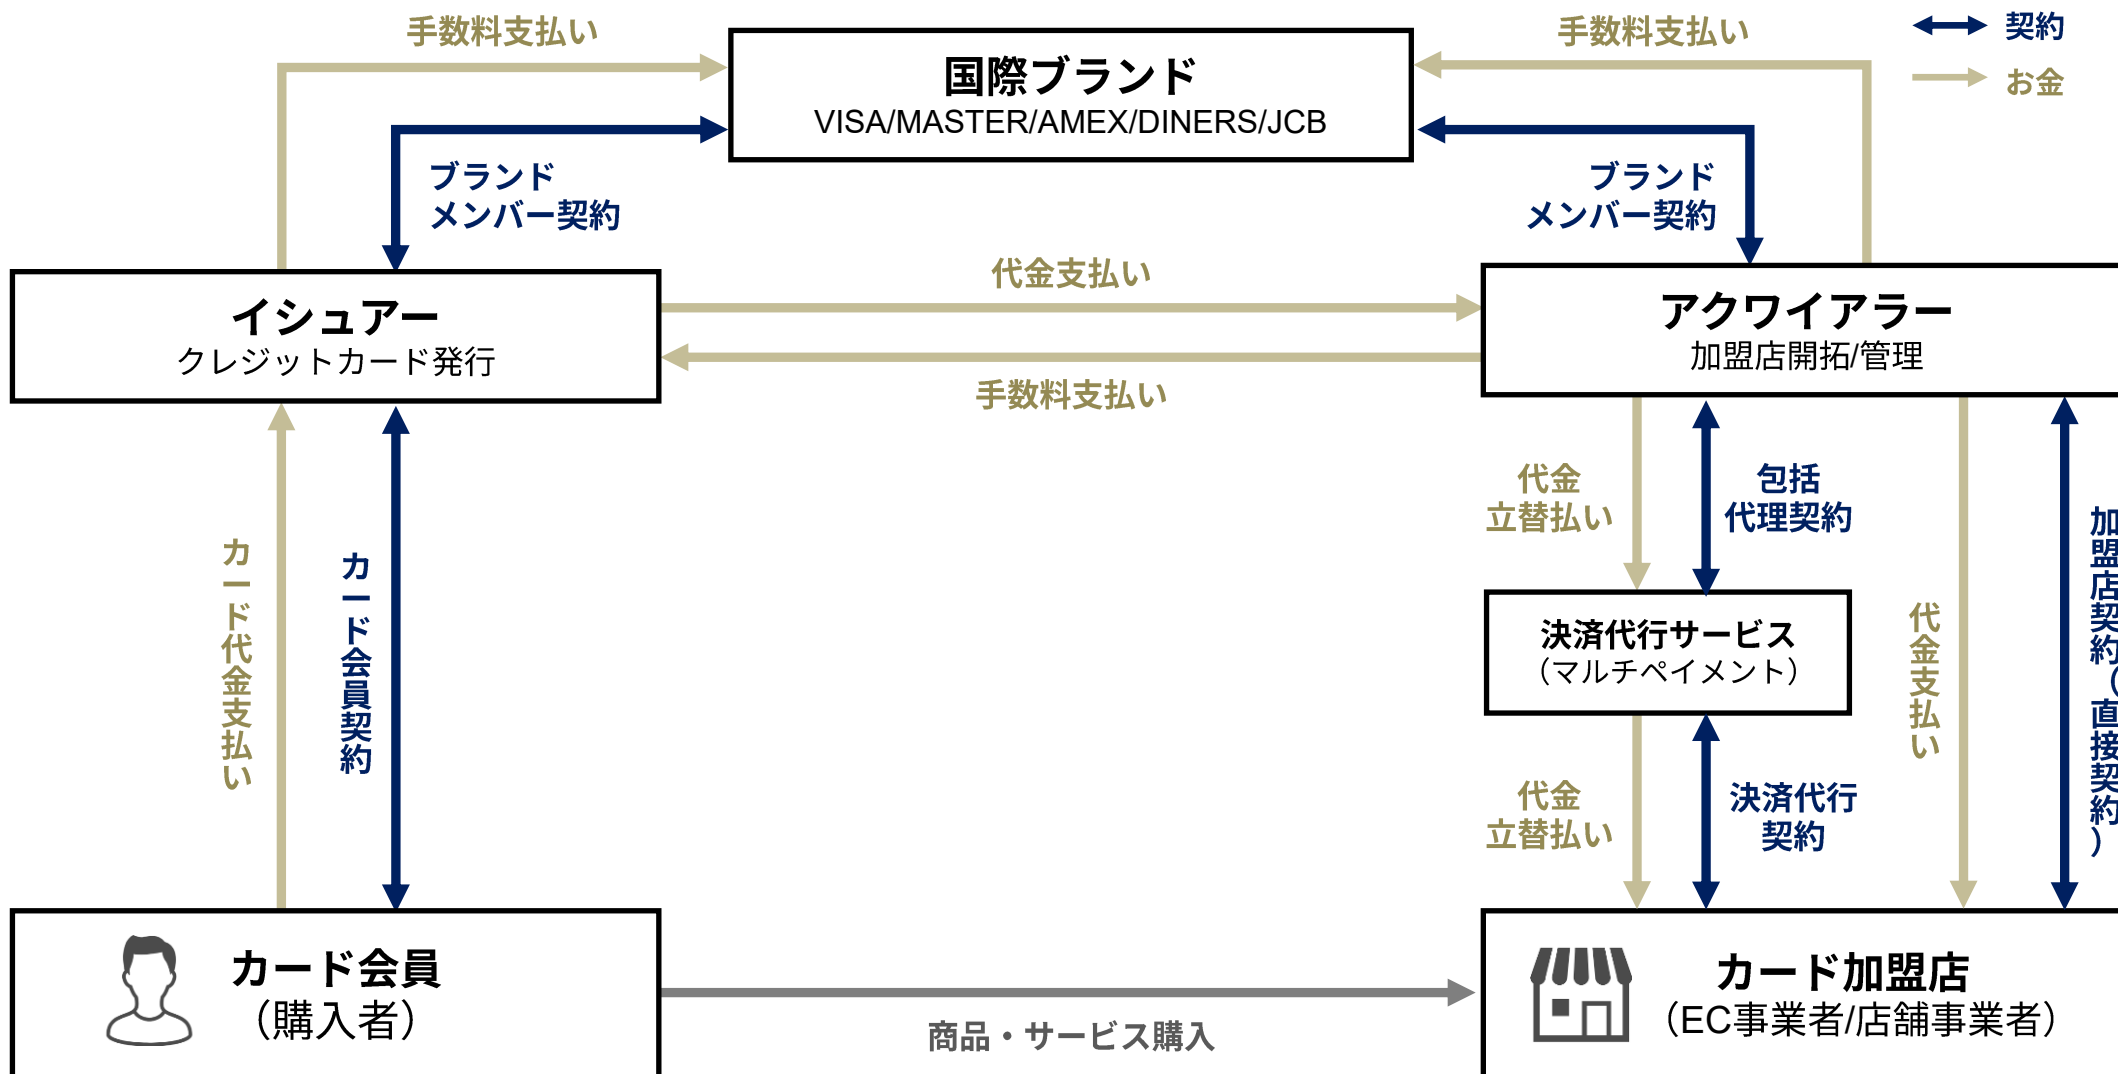 手数料支払い
国際ブランド
VISA/MASTER/AMEX/DINERS/JCB
手数料支払い
契約
お金
ブランド
メンバー契約
ブランド
メンバー契約
イシュアー
クレジットカード発行
代金支払い
手数料支払い
アクワイアラー
加盟店開拓/管理
カード代金支払い
カード会員契約
代金
立替払い
包括
代理契約
決済代行サービス
（マルチペイメント）
代金支払い
加盟店契約（直接契約）
代金
立替払い
決済代行
契約
カード会員
（購入者）
商品・サービス購入
カード加盟店
（EC事業者/店舗事業者）